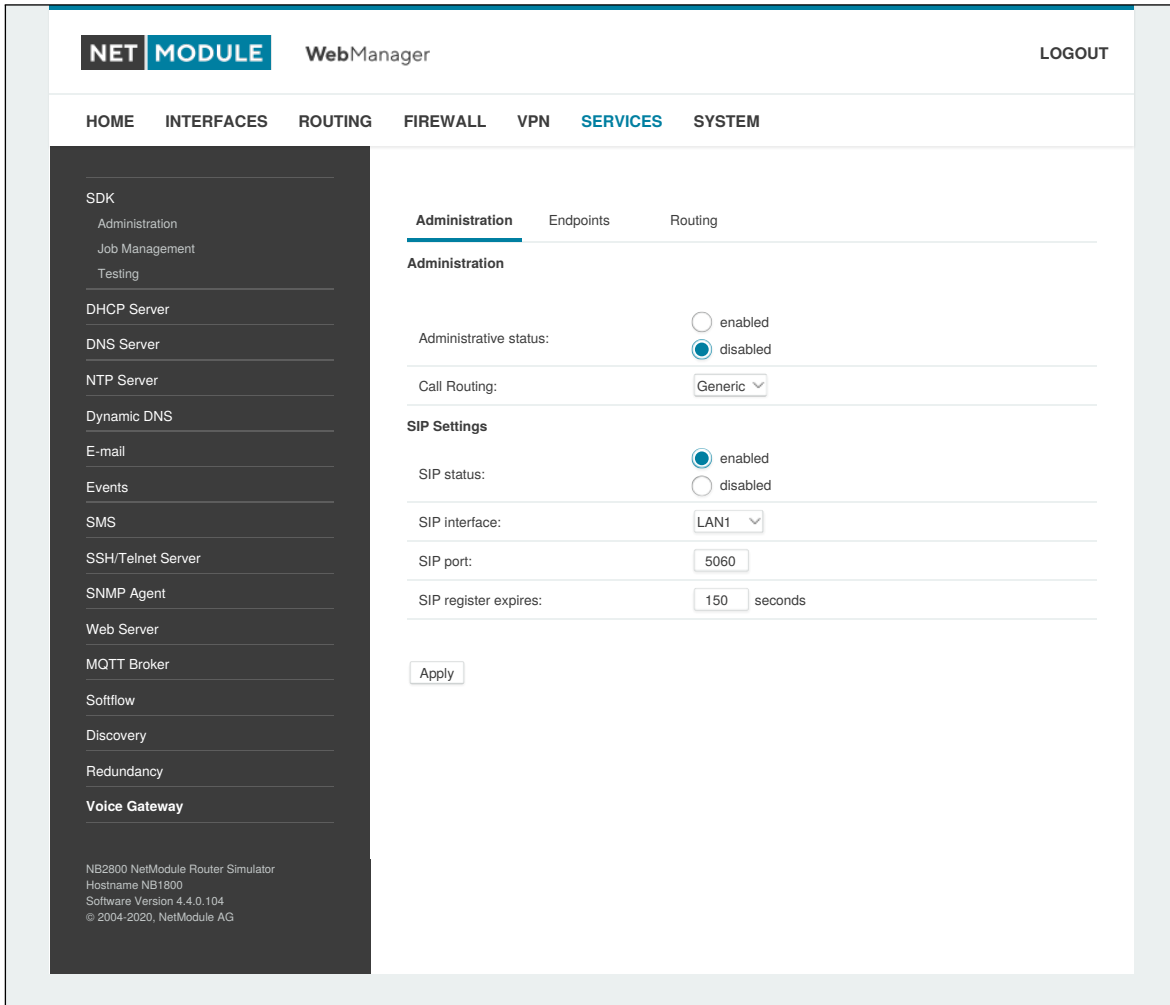 NET MODULE WebManager LOGOUT
HOME INTERFACES ROUTING FIREWALL VPN SERVICES SYSTEM
SDK
Administration
Job Management
Testing
DHCP Server
DNS Server
NTP Server
Dynamic DNS
E-mail
Events
SMS
SSH/Telnet Server
SNMP Agent
Web Server
MQTT Broker
Softflow
Discovery
Redundancy
Voice Gateway
NB2800 NetModule Router Simulator
Hostname NB1800
Software Version 4.4.0.104
© 2004-2020, NetModule AG
Administration Endpoints Routing
Administration
Administrative status:
enabled
disabled
Call Routing: Generic
SIP Settings
SIP status:
enabled
disabled
SIP interface: LAN1
SIP port: 5060
SIP register expires: 150 seconds
Apply